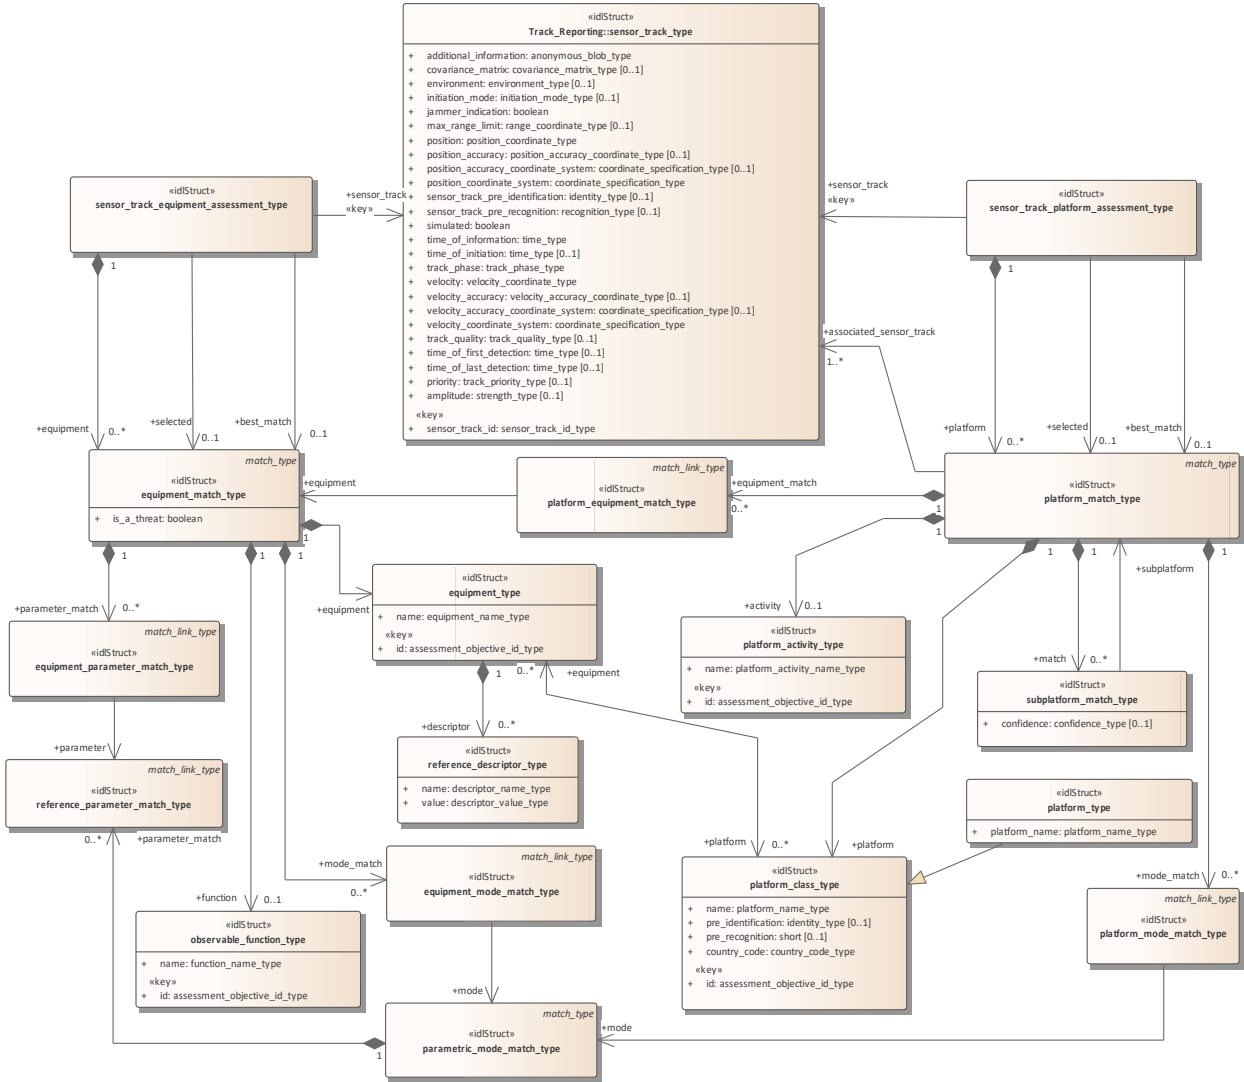 «idlStruct»
Track_Reporting::sensor_track_type
+ additional_information: anonymous_blob_type
+ covariance_matrix: covariance_matrix_type [0..1]
+ environment: environment_type [0..1]
+ initiation_mode: initiation_mode_type [0..1]
+ jammer_indication: boolean
+ max_range_limit: range_coordinate_type [0..1]
+ position: position_coordinate_type
+ position_accuracy: position_accuracy_coordinate_type [0..1]
+ position_accuracy_coordinate_system: coordinate_specification_type [0..1]
+ position_coordinate_system: coordinate_specification_type
+ sensor_track_pre_identification: identity_type [0..1]
+ sensor_track_pre_recognition: recognition_type [0..1]
+ simulated: boolean
+ time_of_information: time_type
+ time_of_initiation: time_type [0..1]
+ track_phase: track_phase_type
+ velocity: velocity_coordinate_type
+ velocity_accuracy: velocity_accuracy_coordinate_type [0..1]
+ velocity_accuracy_coordinate_system: coordinate_specification_type [0..1]
+ velocity_coordinate_system: coordinate_specification_type
+ track_quality: track_quality_type [0..1]
+ time_of_first_detection: time_type [0..1]
+ time_of_last_detection: time_type [0..1]
+ priority: track_priority_type [0..1]
+ amplitude: strength_type [0..1]
«key»
+ sensor_track_id: sensor_track_id_type
«idlStruct»
sensor_track_equipment_assessment_type
+sensor_track
«key»
1
«idlStruct»
sensor_track_platform_assessment_type
+sensor_track
«key»
1
+associated_sensor_track
1..*
+equipment
0..*
+selected
0..1
+best_match
0..1
+platform
0..*
+selected
0..1
+best_match
0..1
match_type
«idlStruct»
equipment_match_type
+ is_a_threat: boolean
+equipment
match_link_type
«idlStruct»
platform_equipment_match_type
+equipment_match
0..*
1
match_type
«idlStruct»
platform_match_type
1
1
1
1
1
1
1
1
+equipment
«idlStruct»
equipment_type
+ name: equipment_name_type
«key»
+ id: assessment_objective_id_type
+activity
0..1
«idlStruct»
platform_activity_type
+ name: platform_activity_name_type
«key»
+ id: assessment_objective_id_type
+subplatform
+match
0..*
«idlStruct»
subplatform_match_type
+ confidence: confidence_type [0..1]
+parameter_match
0..*
match_link_type
«idlStruct»
equipment_parameter_match_type
1
0..*
+equipment
+descriptor
0..*
«idlStruct»
reference_descriptor_type
+ name: descriptor_name_type
+ value: descriptor_value_type
+parameter
match_link_type
«idlStruct»
reference_parameter_match_type
0..*
+parameter_match
«idlStruct»
platform_type
+ platform_name: platform_name_type
+platform
0..*
+platform
«idlStruct»
platform_class_type
+ name: platform_name_type
+ pre_identification: identity_type [0..1]
+ pre_recognition: short [0..1]
+ country_code: country_code_type
«key»
+ id: assessment_objective_id_type
+mode_match
0..*
match_link_type
«idlStruct»
equipment_mode_match_type
+mode_match
0..*
match_link_type
«idlStruct»
platform_mode_match_type
+function
0..1
«idlStruct»
observable_function_type
+ name: function_name_type
«key»
+ id: assessment_objective_id_type
+mode
match_type
«idlStruct»
parametric_mode_match_type
1
+mode